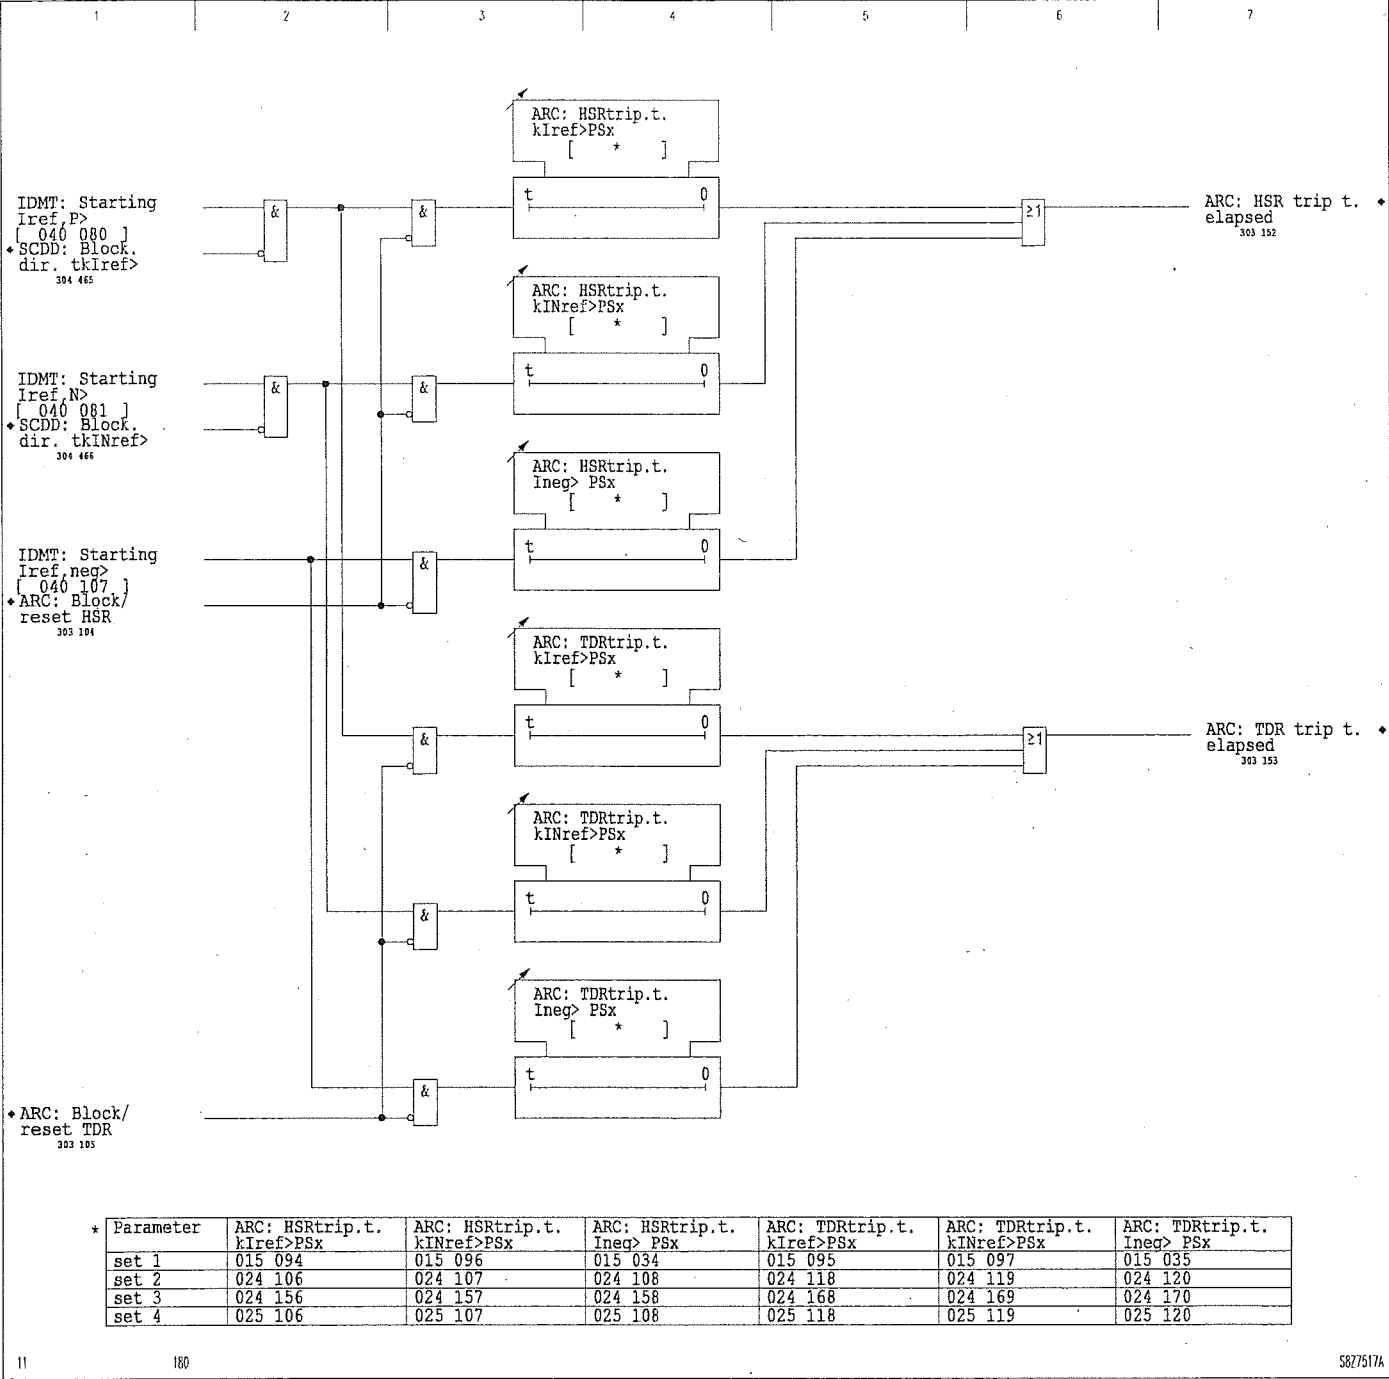 1 2 3 4 5 6 7
ARC: HSRtrip.t.
kIref>PSx
[ * ]
t 0
IDMT: Starting
Iref,P>
[ 040 080 ]
SCDD: Block.
dir. tkIref>
304 465
&
&
≥1
ARC: HSR trip t.
elapsed
303 152
ARC: HSRtrip.t.
kINref>PSx
[ * ]
t 0
IDMT: Starting
Iref,N>
[ 040 081 ]
SCDD: Block.
dir. tkINref>
304 466
&
&
ARC: HSRtrip.t.
Ineg> PSx
[ * ]
t 0
IDMT: Starting
Iref,neg>
[ 040 107 ]
ARC: Block/
reset HSR
303 104
&
ARC: TDRtrip.t.
kIref>PSx
[ * ]
t 0
&
≥1
ARC: TDR trip t.
elapsed
303 153
ARC: TDRtrip.t.
kINref>PSx
[ * ]
t 0
&
ARC: TDRtrip.t.
Ineg> PSx
[ * ]
t 0
&
ARC: Block/
reset TDR
303 105
* Parameter ARC: HSRtrip.t. kIref>PSx ARC: HSRtrip.t. kINref>PSx ARC: HSRtrip.t. Ineg> PSx ARC: TDRtrip.t. kIref>PSx ARC: TDRtrip.t. kINref>PSx ARC: TDRtrip.t. Ineg> PSx
set 1 015 094 015 096 015 034 015 095 015 097 015 035
set 2 024 106 024 107 024 108 024 118 024 119 024 120
set 3 024 156 024 157 024 158 024 168 024 169 024 170
set 4 025 106 025 107 025 108 025 118 025 119 025 120
11 180 S8Z7517A